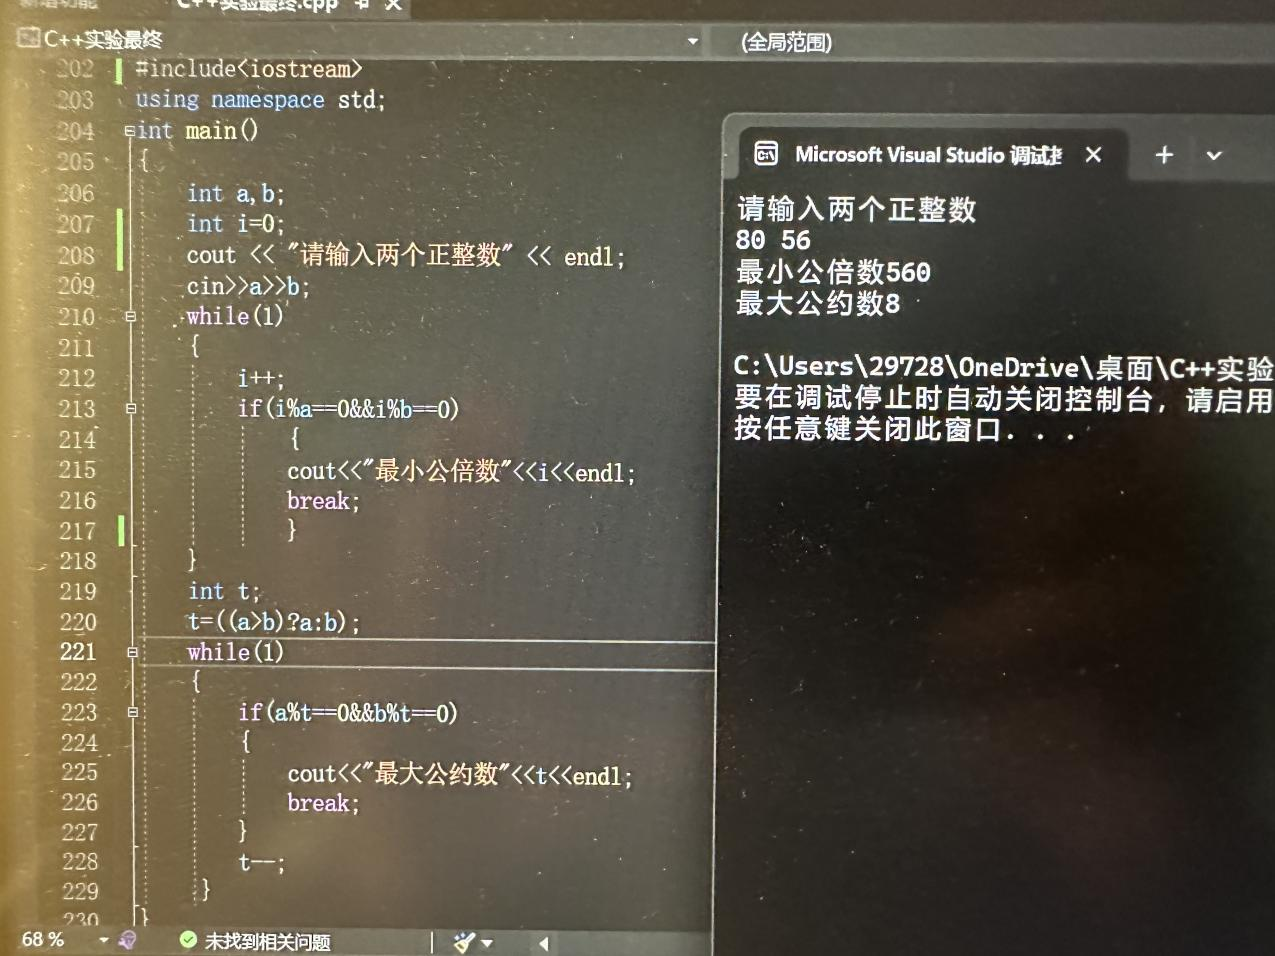 C++实验最终.cpp
C++实验最终
(全局范围)
202 #include<iostream>
203 using namespace std;
204 int main()
205 {
206 int a,b;
207 int i=0;
208 cout << "请输入两个正整数" << endl;
209 cin>>a>>b;
210 while(1)
211 {
212 i++;
213 if(i%a==0&&i%b==0)
214 {
215 cout<<"最小公倍数"<<i<<endl;
216 break;
217 }
218 }
219 int t;
220 t=((a>b)?a:b);
221 while(1)
222 {
223 if(a%t==0&&b%t==0)
224 {
225 cout<<"最大公约数"<<t<<endl;
226 break;
227 }
228 t--;
229 }
230 }
68 %
未找到相关问题
Microsoft Visual Studio 调试
请输入两个正整数
80 56
最小公倍数560
最大公约数8
C:\Users\29728\OneDrive\桌面\C++实验
要在调试停止时自动关闭控制台，请启用
按任意键关闭此窗口. . .